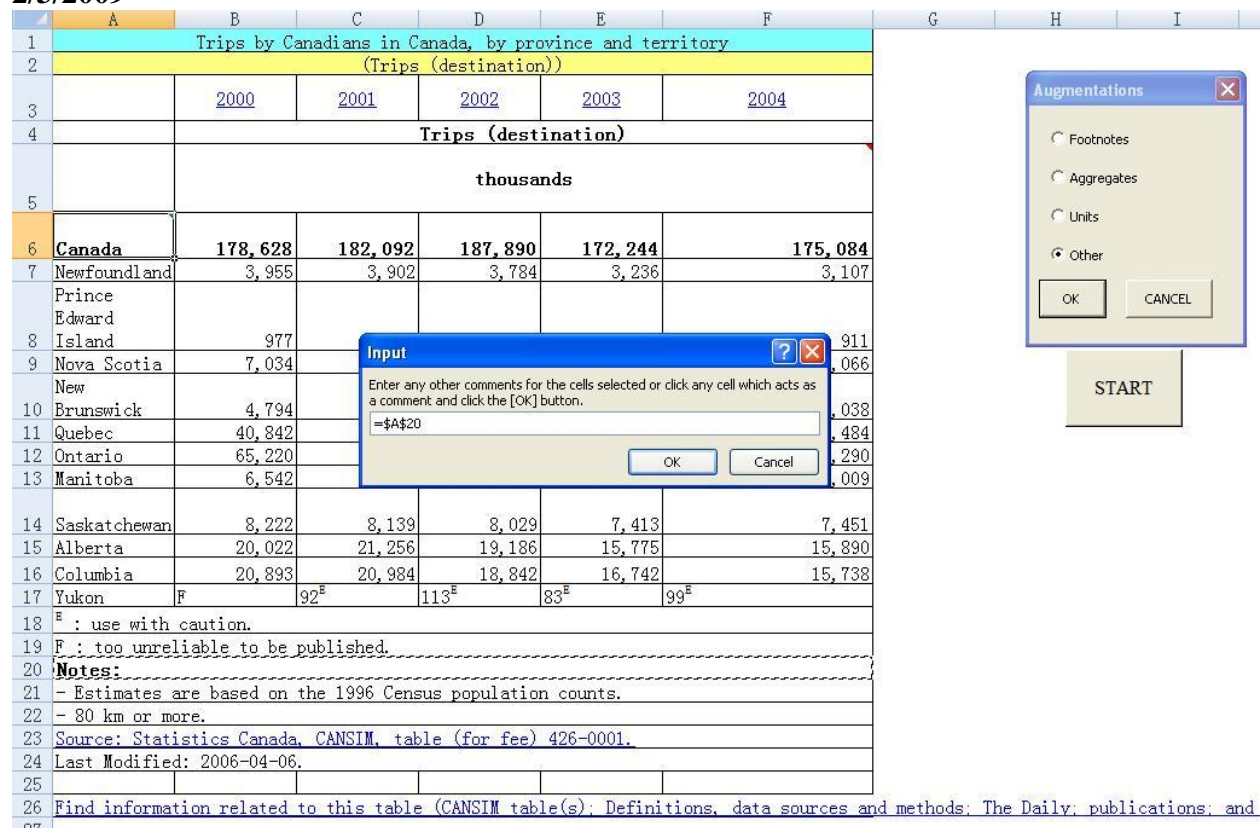 2/3/2009
A B C D E F G H I
1 Trips by Canadians in Canada, by province and territory
2 (Trips (destination))
3 2000 2001 2002 2003 2004
4 Trips (destination)
5 thousands
6 Canada 178,628 182,092 187,890 172,244 175,084
7 Newfoundland 3,955 3,902 3,784 3,236 3,107
Prince
Edward
8 Island 977 911
9 Nova Scotia 7,034 ,066
New
10 Brunswick 4,794 ,038
11 Quebec 40,842 ,484
12 Ontario 65,220 ,290
13 Manitoba 6,542 ,009
14 Saskatchewan 8,222 8,139 8,029 7,413 7,451
15 Alberta 20,022 21,256 19,186 15,775 15,890
16 Columbia 20,893 20,984 18,842 16,742 15,738
17 Yukon F 92ᴱ 113ᴱ 83ᴱ 99ᴱ
18 ᴱ : use with caution.
19 F : too unreliable to be published.
20 Notes:
21 - Estimates are based on the 1996 Census population counts.
22 - 80 km or more.
23 Source: Statistics Canada, CANSIM, table (for fee) 426-0001.
24 Last Modified: 2006-04-06.
25
26 Find information related to this table (CANSIM table(s); Definitions, data sources and methods; The Daily; publications; and
Input
Enter any other comments for the cells selected or click any cell which acts as
a comment and click the [OK] button.
=$A$20
OK Cancel
Augmentations
Footnotes
Aggregates
Units
Other
OK CANCEL
START